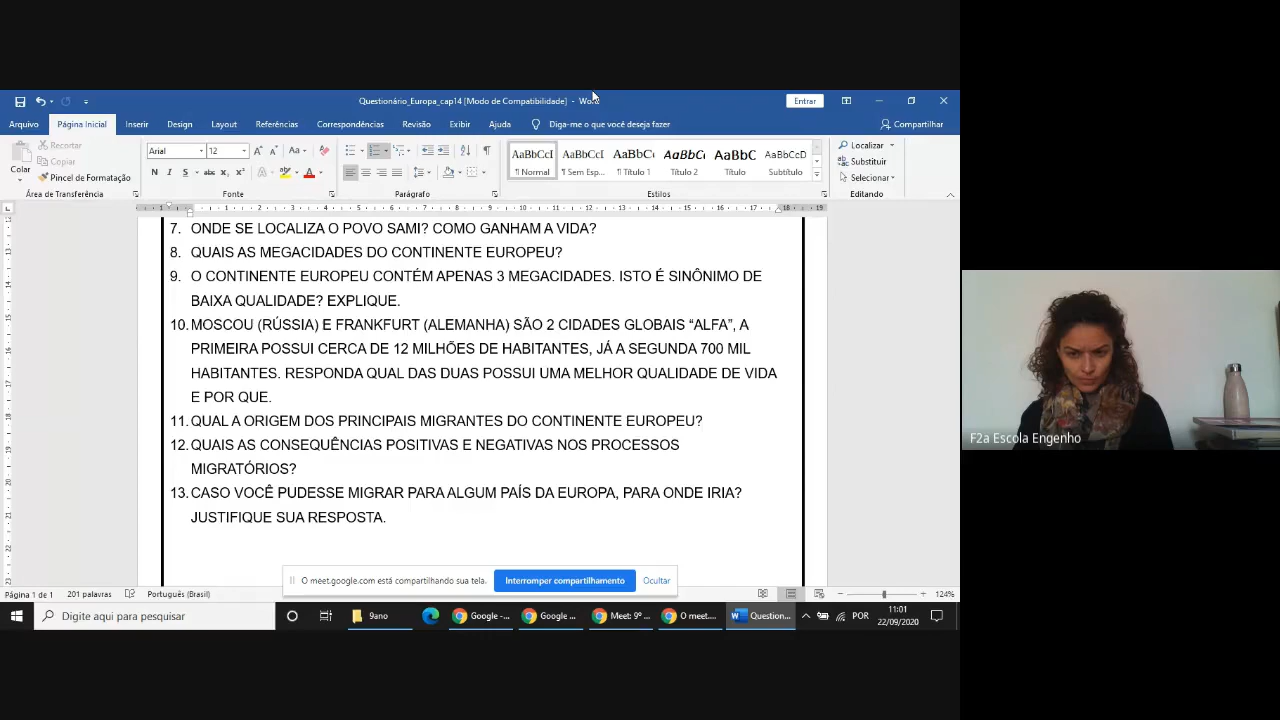 Questionário_Europa_cap14 [Modo de Compatibilidade] - Word
Entrar
Arquivo Página Inicial Inserir Design Layout Referências Correspondências Revisão Exibir Ajuda Diga-me o que você deseja fazer Compartilhar
Recortar
Copiar
Pincel de Formatação
Colar
Área de Transferência
Arial 12
N I S
Fonte
Parágrafo
AaBbCcI AaBbCcI AaBbC AaBbC AaBbC AaBbCcD
¶ Normal ¶ Sem Esp... ¶ Título 1 Título 2 Título Subtítulo
Estilos
Localizar
Substituir
Selecionar
Editando
7. ONDE SE LOCALIZA O POVO SAMI? COMO GANHAM A VIDA?
8. QUAIS AS MEGACIDADES DO CONTINENTE EUROPEU?
9. O CONTINENTE EUROPEU CONTÉM APENAS 3 MEGACIDADES. ISTO É SINÔNIMO DE
BAIXA QUALIDADE? EXPLIQUE.
10. MOSCOU (RÚSSIA) E FRANKFURT (ALEMANHA) SÃO 2 CIDADES GLOBAIS “ALFA”, A
PRIMEIRA POSSUI CERCA DE 12 MILHÕES DE HABITANTES, JÁ A SEGUNDA 700 MIL
HABITANTES. RESPONDA QUAL DAS DUAS POSSUI UMA MELHOR QUALIDADE DE VIDA
E POR QUE.
11. QUAL A ORIGEM DOS PRINCIPAIS MIGRANTES DO CONTINENTE EUROPEU?
12. QUAIS AS CONSEQUÊNCIAS POSITIVAS E NEGATIVAS NOS PROCESSOS
MIGRATÓRIOS?
13. CASO VOCÊ PUDESSE MIGRAR PARA ALGUM PAÍS DA EUROPA, PARA ONDE IRIA?
JUSTIFIQUE SUA RESPOSTA.
O meet.google.com está compartilhando sua tela. Interromper compartilhamento Ocultar
Página 1 de 1 201 palavras Português (Brasil) 124%
Digite aqui para pesquisar
9ano Google -... Google ... Meet: 9º ... O meet.... Question...
POR
11:01
22/09/2020
F2a Escola Engenho